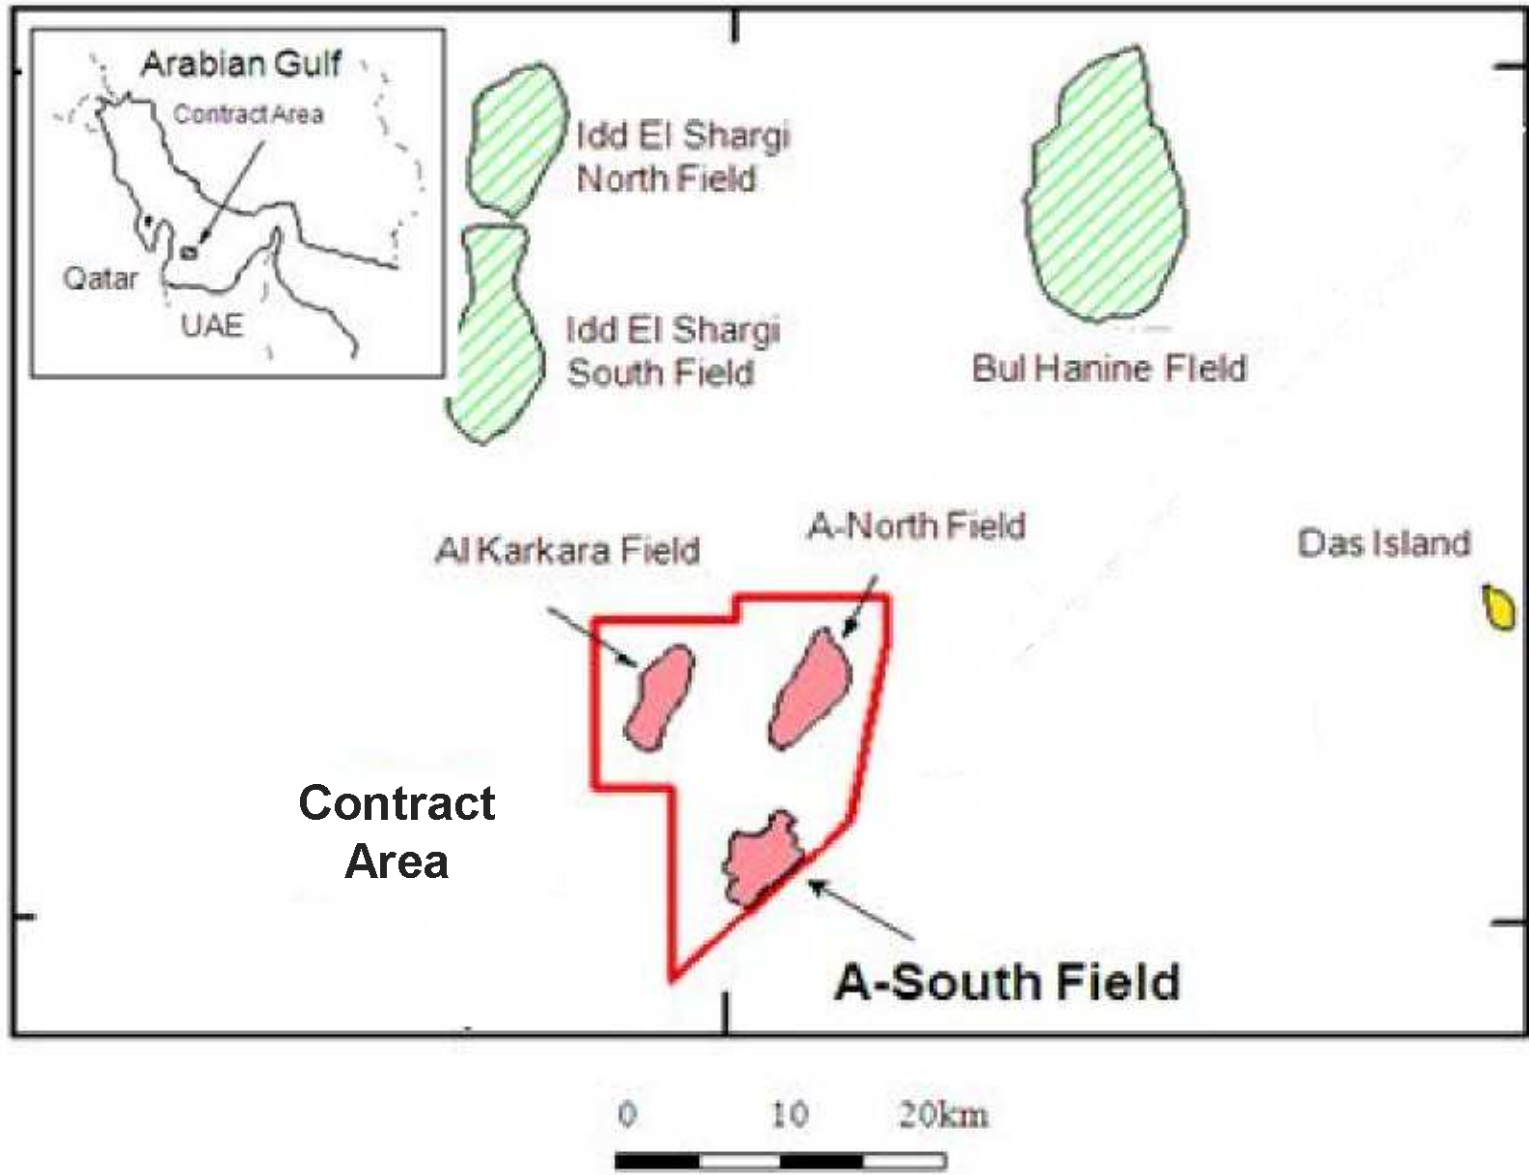 Arabian Gulf
Contract Area
Qatar
UAE
Idd El Shargi
North Field
Idd El Shargi
South Field
Bul Hanine FIeld
Al Karkara Field
A-North Field
Das Island
Contract
Area
A-South Field
0 10 20km